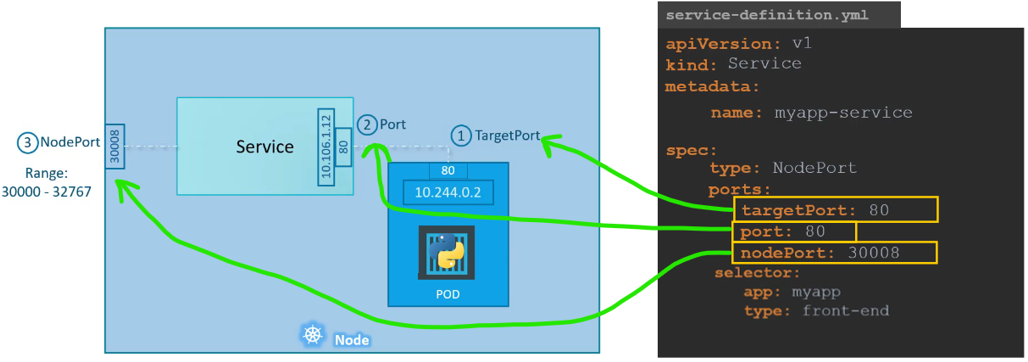 ③ NodePort
Range:
30000 - 32767
30008
Service
10.106.1.12
80
② Port
① TargetPort
80
10.244.0.2
POD
Node
service-definition.yml
apiVersion: v1
kind: Service
metadata:
name: myapp-service
spec:
type: NodePort
ports:
targetPort: 80
port: 80
nodePort: 30008
selector:
app: myapp
type: front-end